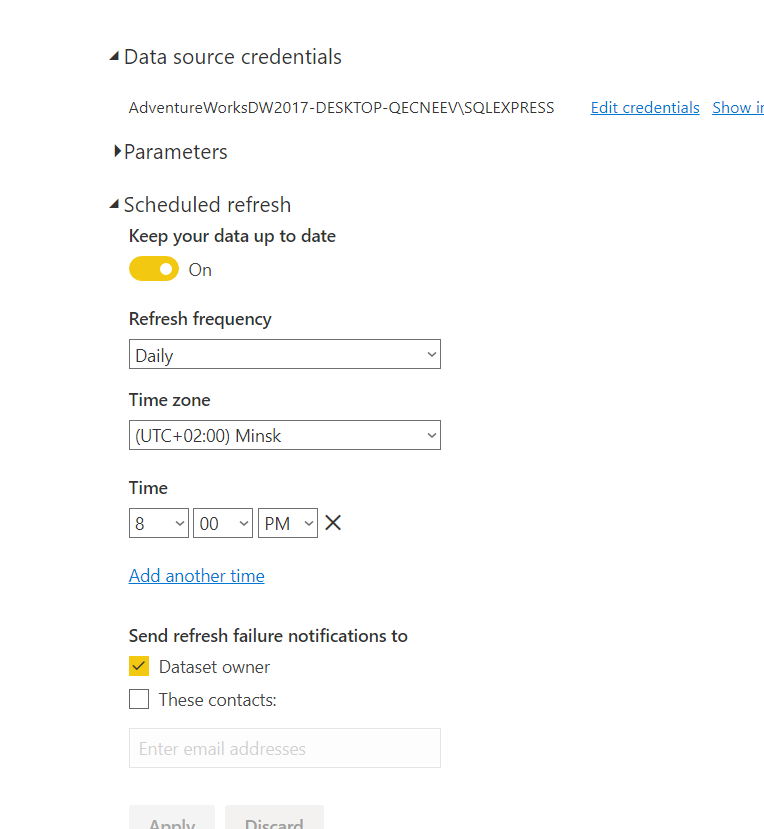 Data source credentials
AdventureWorksDW2017-DESKTOP-QECNEEV\SQLEXPRESS Edit credentials Show in
Parameters
Scheduled refresh
Keep your data up to date
On
Refresh frequency
Daily
Time zone
(UTC+02:00) Minsk
Time
8 00 PM
Add another time
Send refresh failure notifications to
Dataset owner
These contacts:
Enter email addresses
Apply Discard